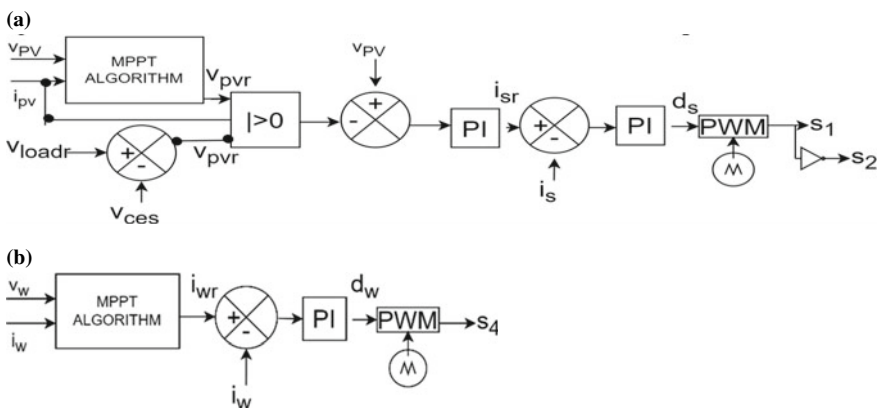 (a)
vPV
ipv
MPPT
ALGORITHM
vpvr
vloadr
+
-
vces
vpvr
|>0
vPV
+
-
PI
isr
+
-
is
PI
ds
PWM
s1
s2
(b)
vw
iw
MPPT
ALGORITHM
iwr
+
-
iw
PI
dw
PWM
s4